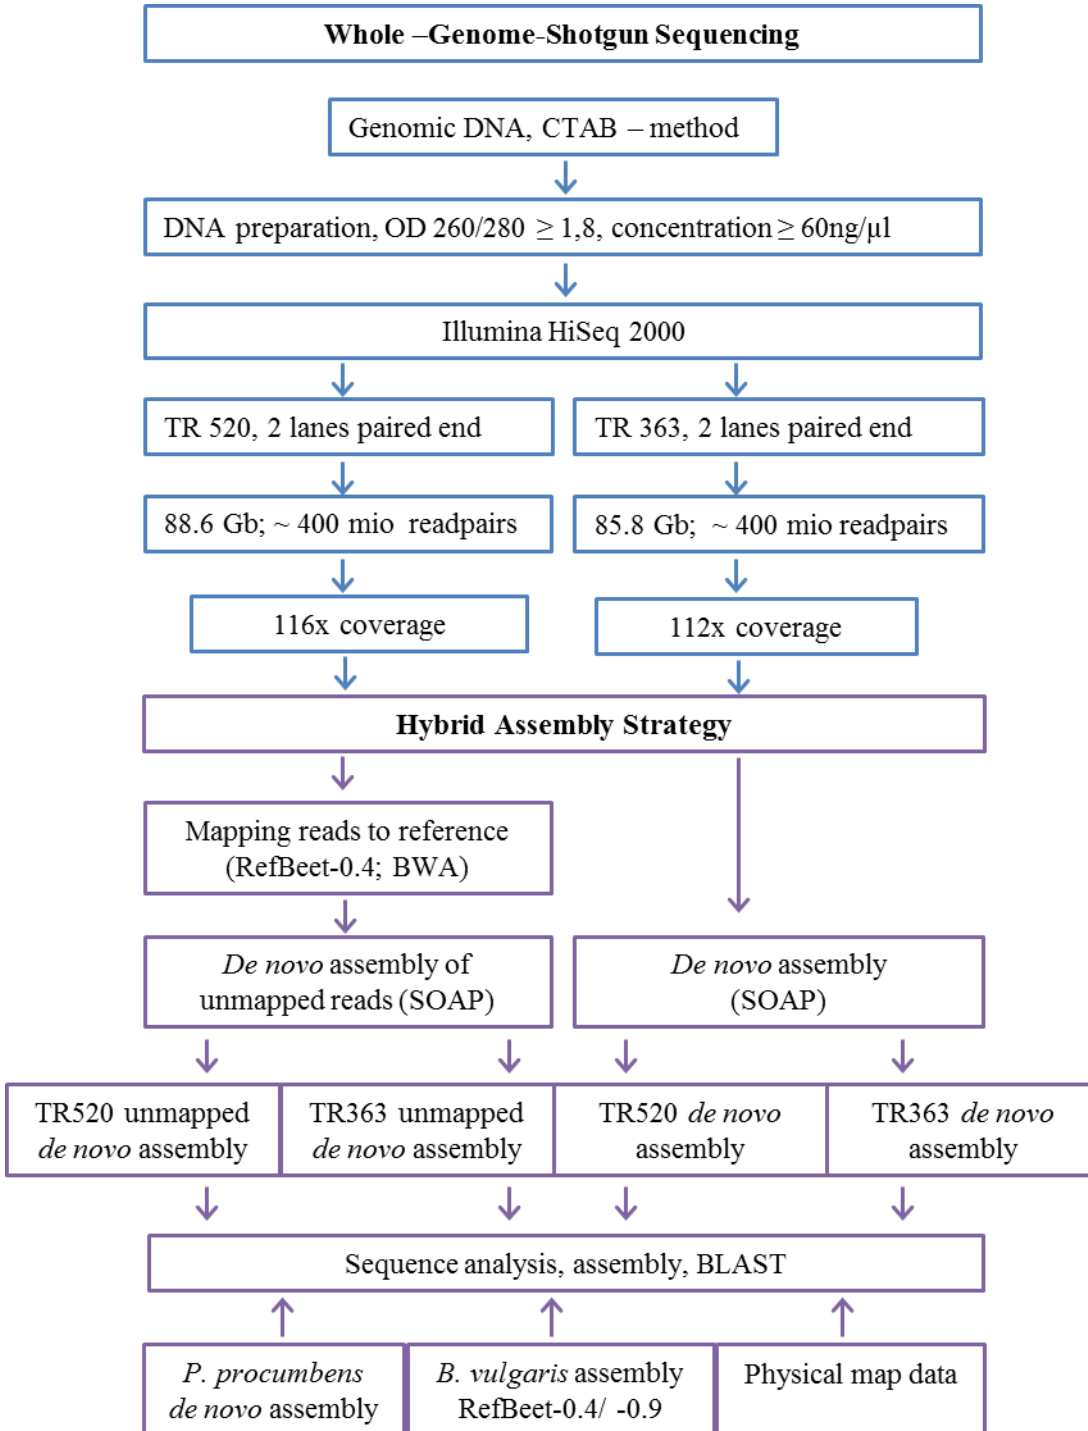 Whole –Genome-Shotgun Sequencing
Genomic DNA, CTAB – method
DNA preparation, OD 260/280 ≥ 1,8, concentration ≥ 60ng/µl
Illumina HiSeq 2000
TR 520, 2 lanes paired end
TR 363, 2 lanes paired end
88.6 Gb; ~ 400 mio readpairs
85.8 Gb; ~ 400 mio readpairs
116x coverage
112x coverage
Hybrid Assembly Strategy
Mapping reads to reference
(RefBeet-0.4; BWA)
De novo assembly of
unmapped reads (SOAP)
De novo assembly
(SOAP)
TR520 unmapped
de novo assembly
TR363 unmapped
de novo assembly
TR520 de novo
assembly
TR363 de novo
assembly
Sequence analysis, assembly, BLAST
P. procumbens
de novo assembly
B. vulgaris assembly
RefBeet-0.4/ -0.9
Physical map data